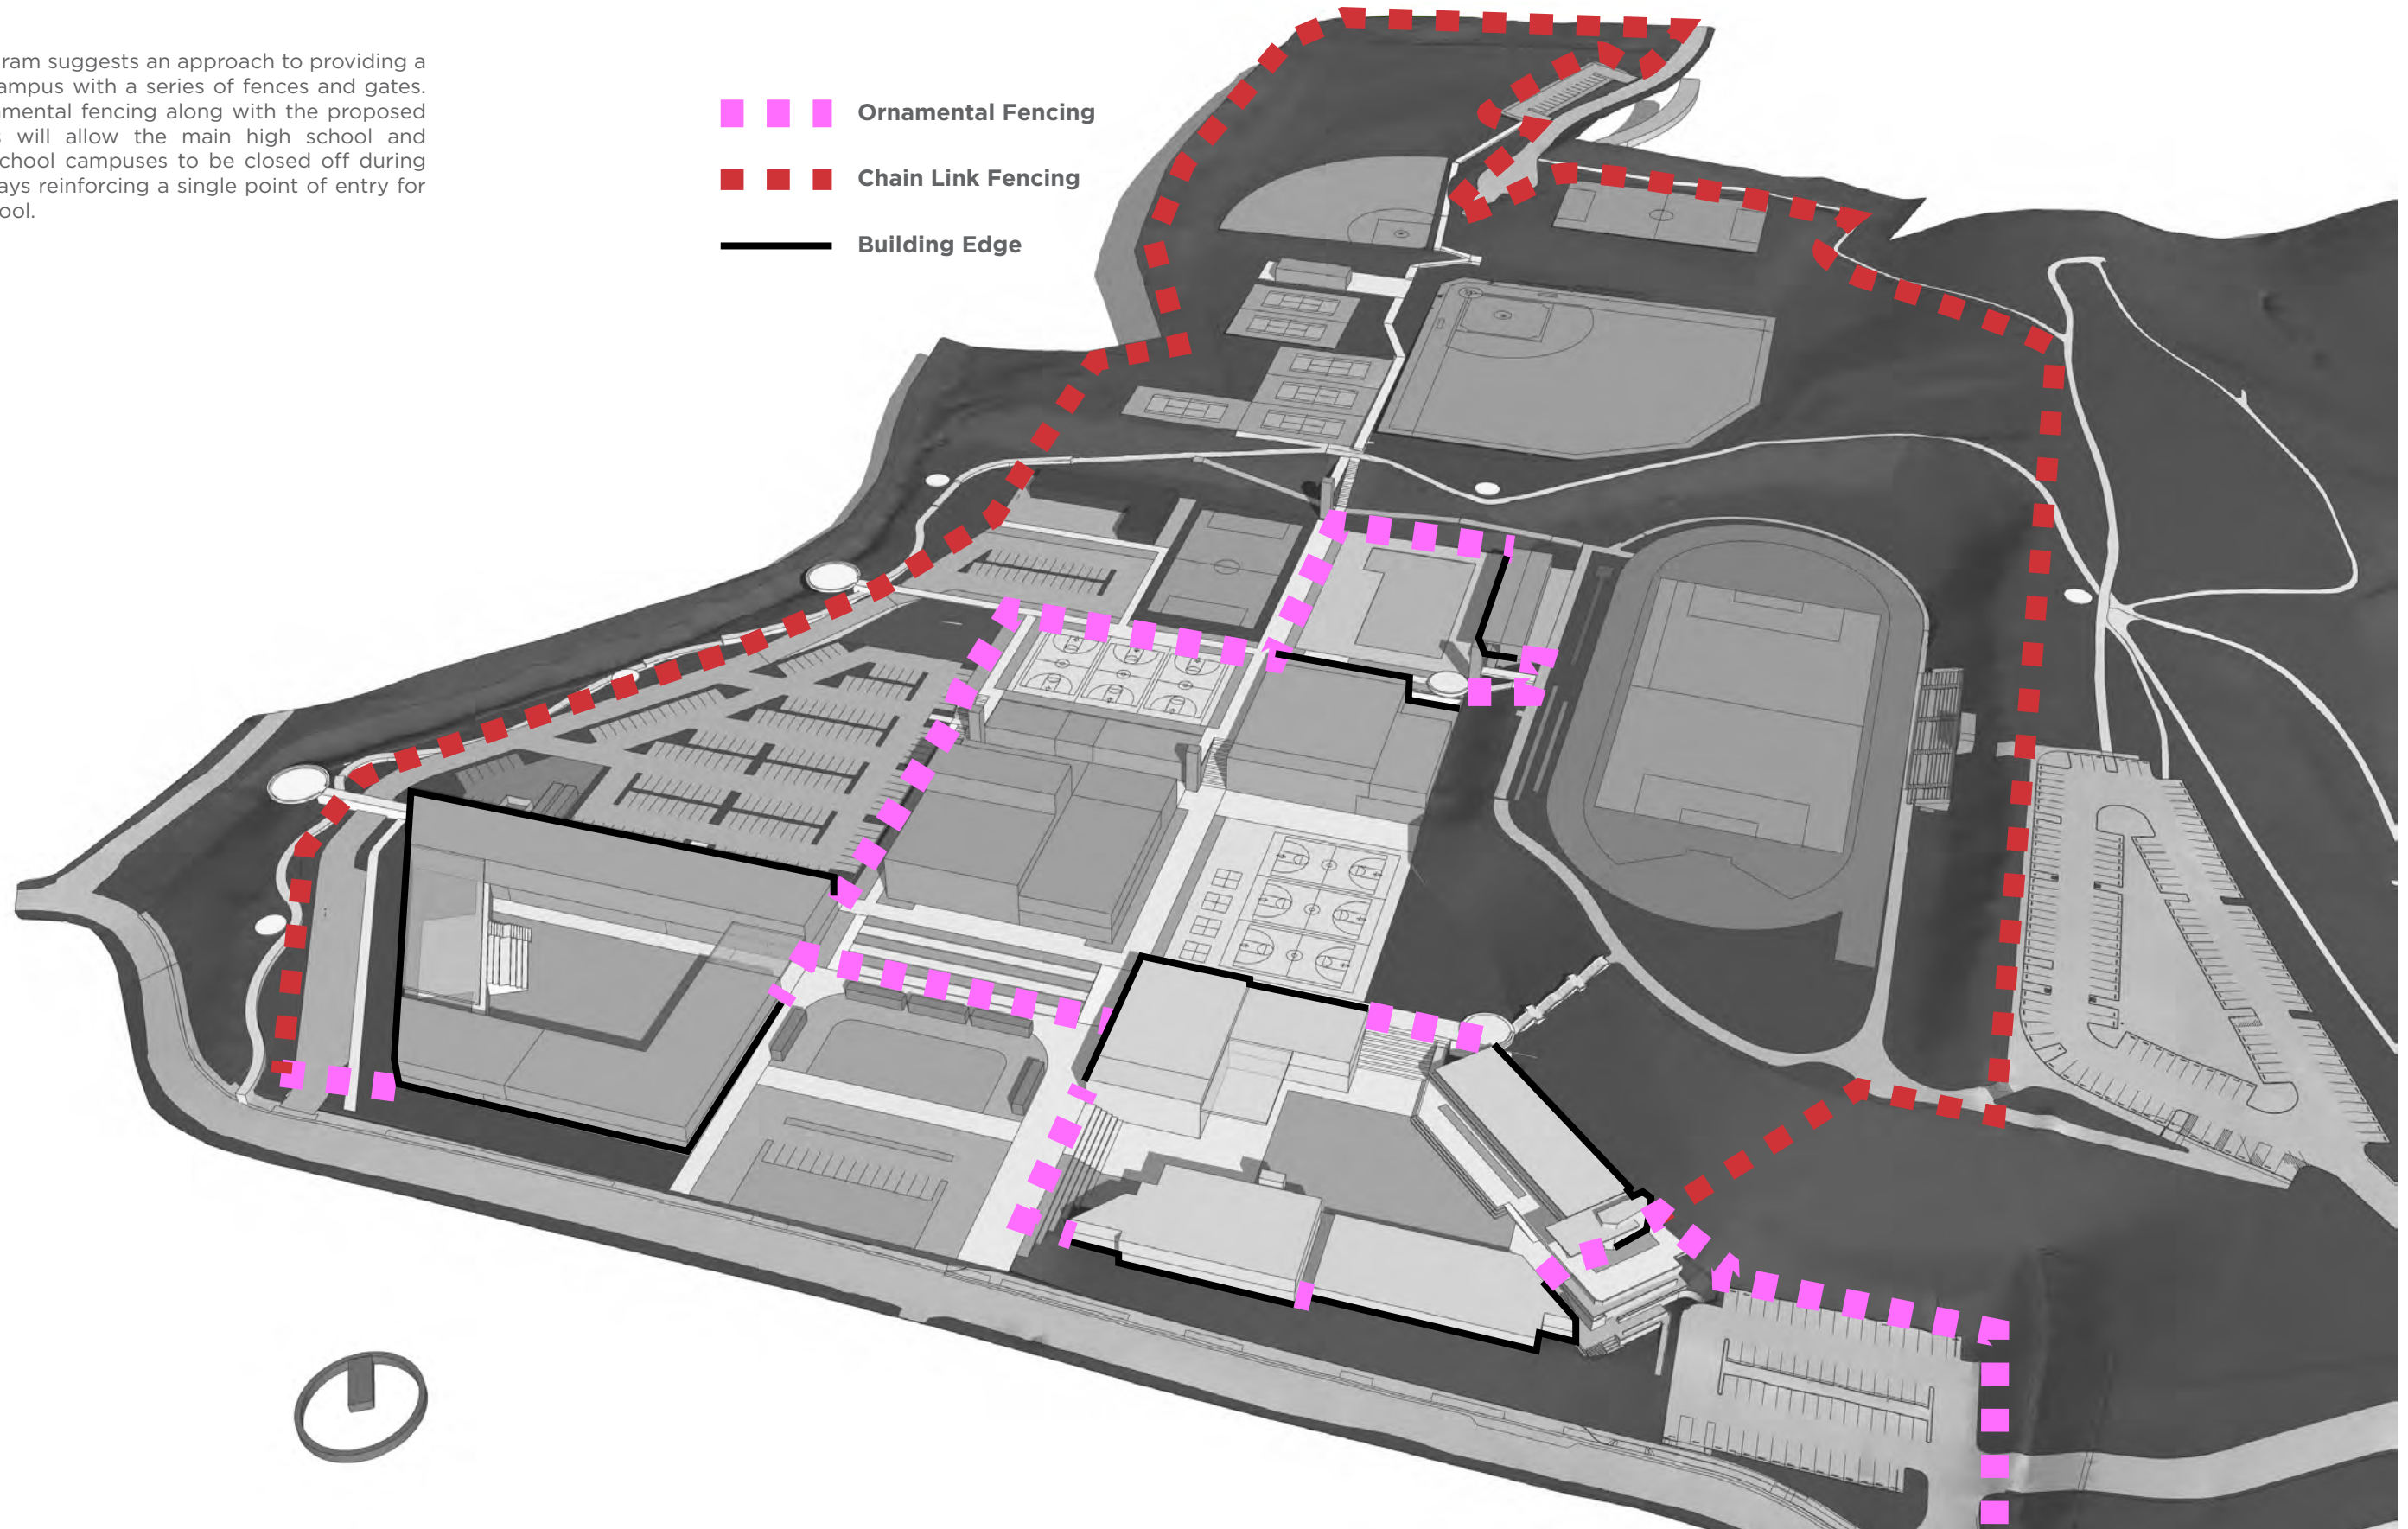 ram suggests an approach to providing a
ampus with a series of fences and gates.
mental fencing along with the proposed
s will allow the main high school and
chool campuses to be closed off during
ays reinforcing a single point of entry for
ool.
Ornamental Fencing
Chain Link Fencing
Building Edge